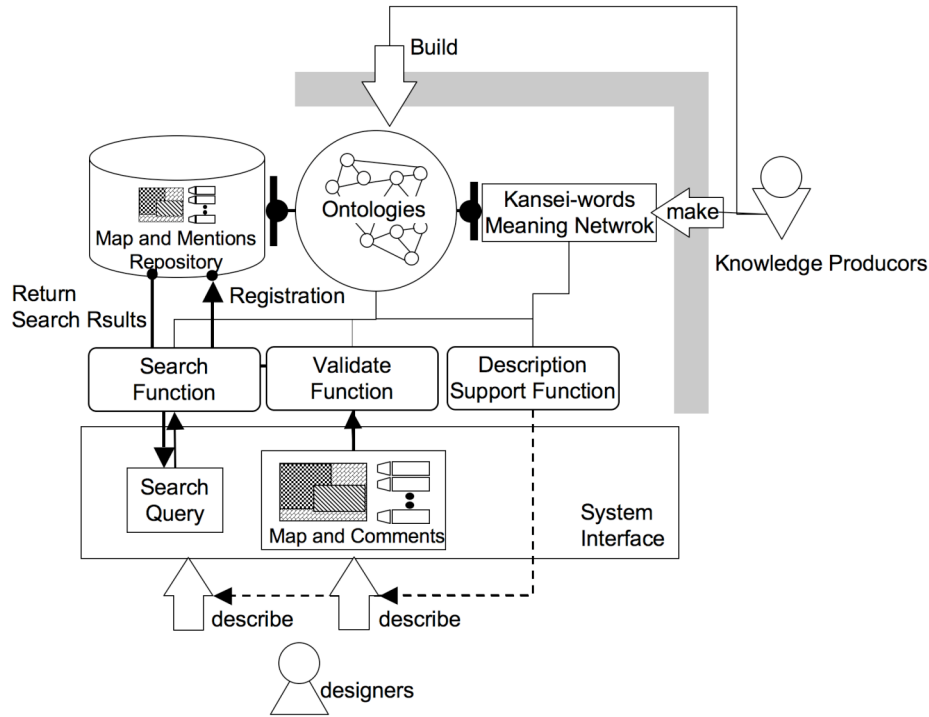 Build
Ontologies
Kansei-words
Meaning Netwrok
make
Map and Mentions
Repository
Knowledge Producors
Return
Search Rsults
Registration
Search
Function
Validate
Function
Description
Support Function
Search
Query
Map and Comments
System
Interface
describe
describe
designers